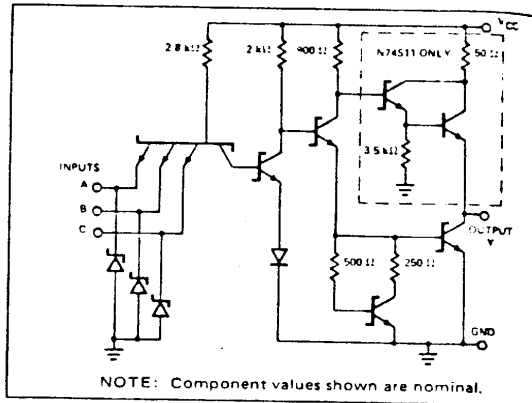 VCC
2.8 kΩ
2 kΩ
900 Ω
N74S11 ONLY
50 Ω
3.5 kΩ
INPUTS
A
B
C
OUTPUT
Y
500 Ω
250 Ω
GND
NOTE: Component values shown are nominal.